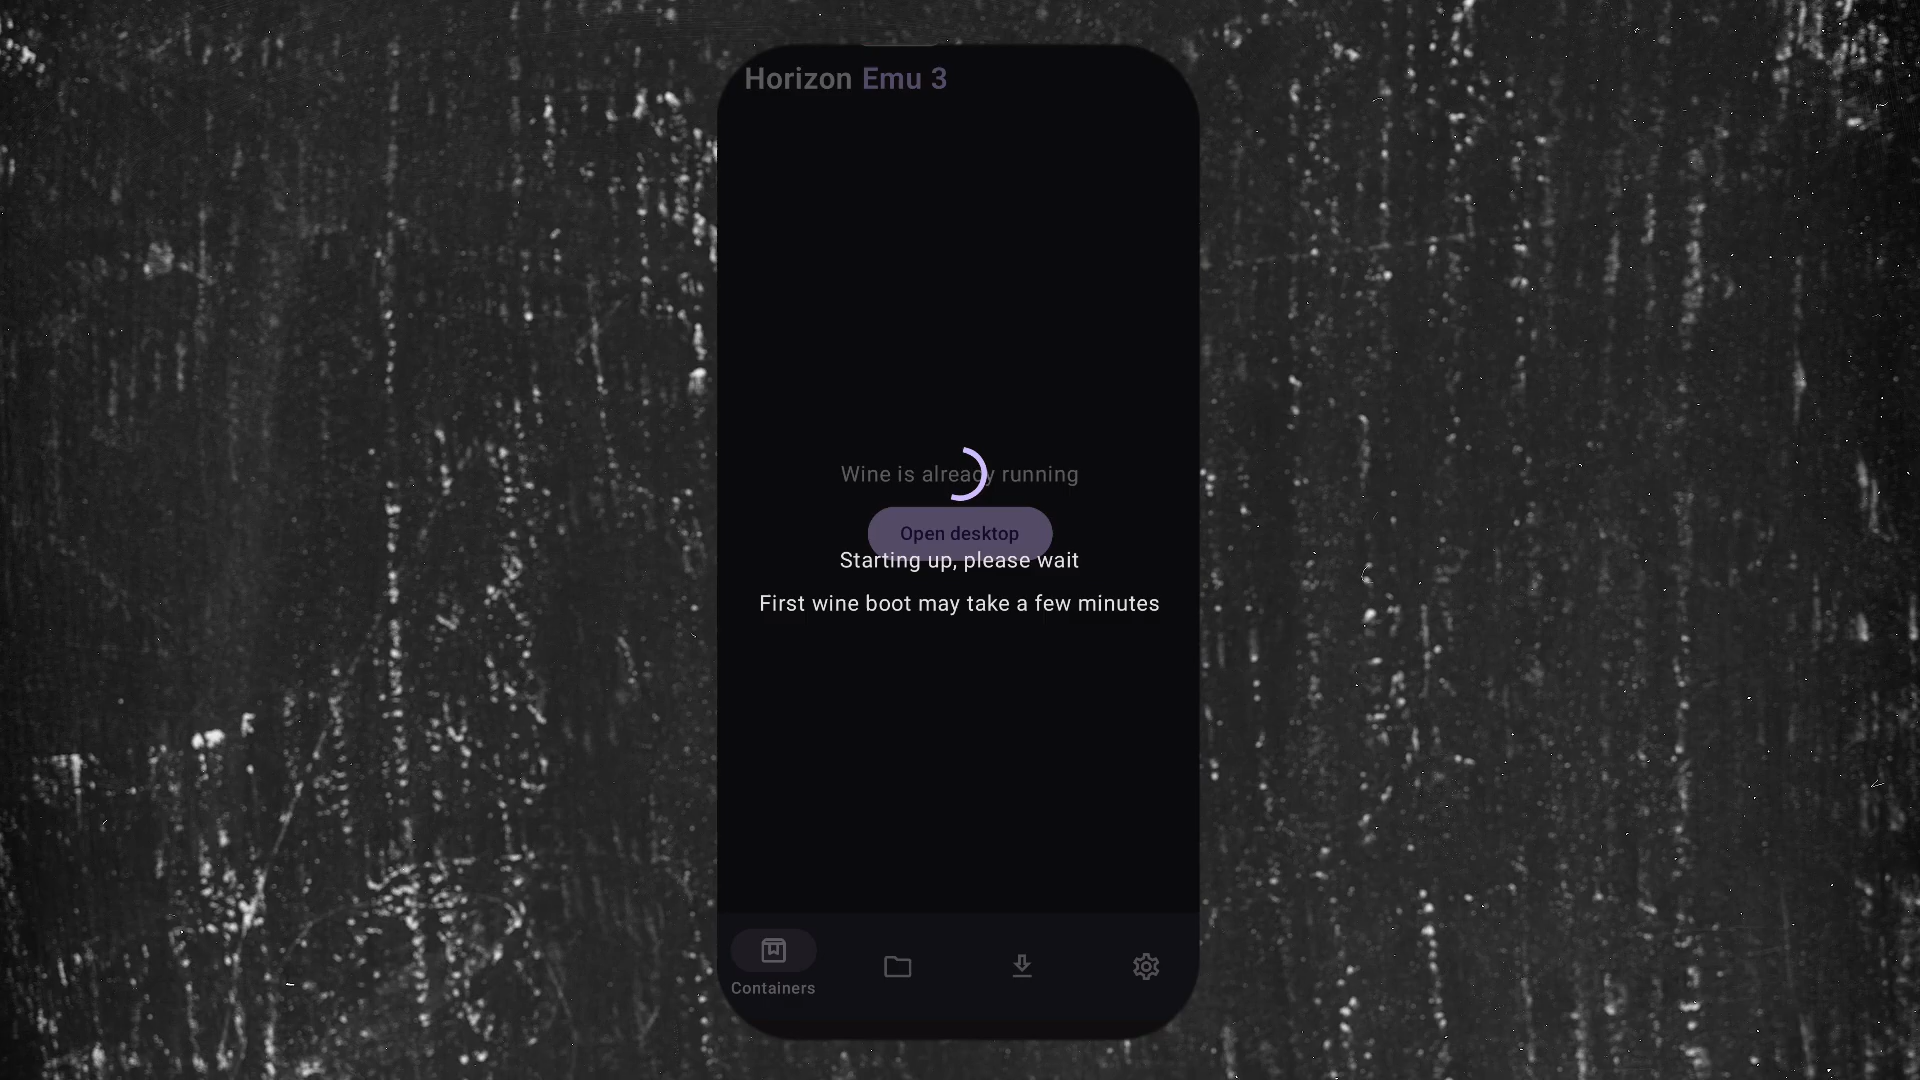 Horizon Emu 3
Wine is already running
Open desktop
Starting up, please wait
First wine boot may take a few minutes
Containers